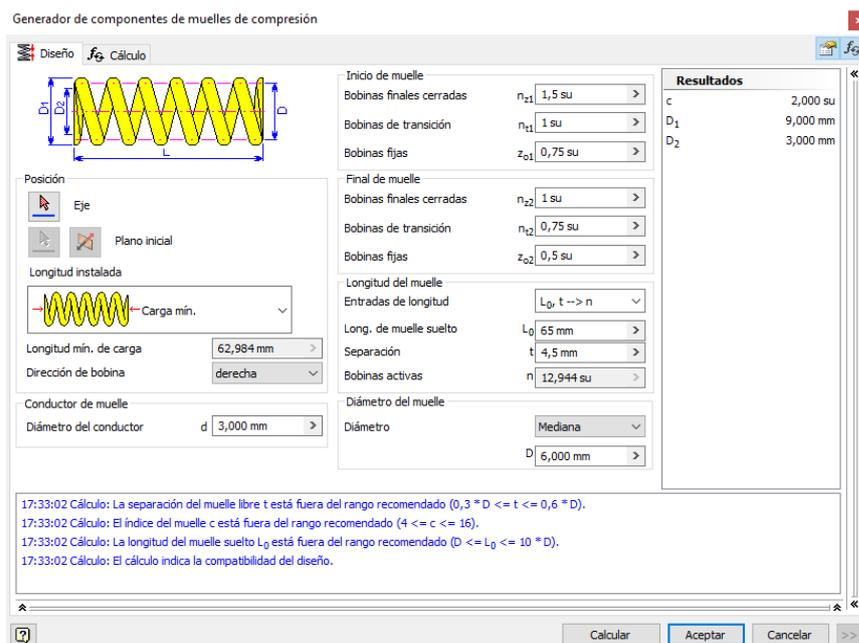 Generador de componentes de muelles de compresión
Diseño
Cálculo
D1
D2
D
L
Posición
Eje
Plano inicial
Longitud instalada
Carga mín.
Longitud mín. de carga 62,984 mm >
Dirección de bobina derecha
Conductor de muelle
Diámetro del conductor d 3,000 mm >
Inicio de muelle
Bobinas finales cerradas nz1 1,5 su >
Bobinas de transición nt1 1 su >
Bobinas fijas zo1 0,75 su >
Final de muelle
Bobinas finales cerradas nz2 1 su >
Bobinas de transición nt2 0,75 su >
Bobinas fijas zo2 0,5 su >
Longitud del muelle
Entradas de longitud L0, t --> n
Long. de muelle suelto L0 65 mm >
Separación t 4,5 mm >
Bobinas activas n 12,944 su >
Diámetro del muelle
Diámetro Mediana
D 6,000 mm >
Resultados
c 2,000 su
D1 9,000 mm
D2 3,000 mm
17:33:02 Cálculo: La separación del muelle libre t está fuera del rango recomendado (0,3 * D <= t <= 0,6 * D).
17:33:02 Cálculo: El índice del muelle c está fuera del rango recomendado (4 <= c <= 16).
17:33:02 Cálculo: La longitud del muelle suelto L0 está fuera del rango recomendado (D <= L0 <= 10 * D).
17:33:02 Cálculo: El cálculo indica la compatibilidad del diseño.
?
Calcular
Aceptar
Cancelar
>>